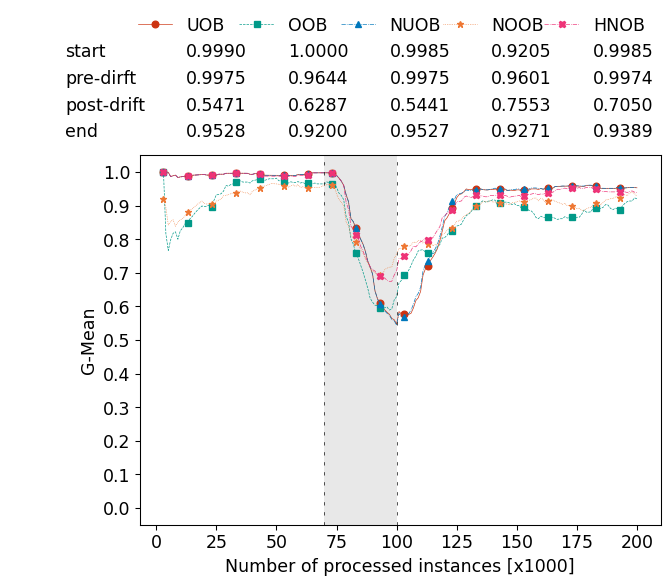 UOB OOB NUOB NOOB HNOB
start 0.9990 1.0000 0.9985 0.9205 0.9985
pre-dirft 0.9975 0.9644 0.9975 0.9601 0.9974
post-drift 0.5471 0.6287 0.5441 0.7553 0.7050
end 0.9528 0.9200 0.9527 0.9271 0.9389
1.0
0.9
0.8
0.7
0.6
0.5
0.4
0.3
0.2
0.1
0.0
G-Mean
0 25 50 75 100 125 150 175 200
Number of processed instances [x1000]